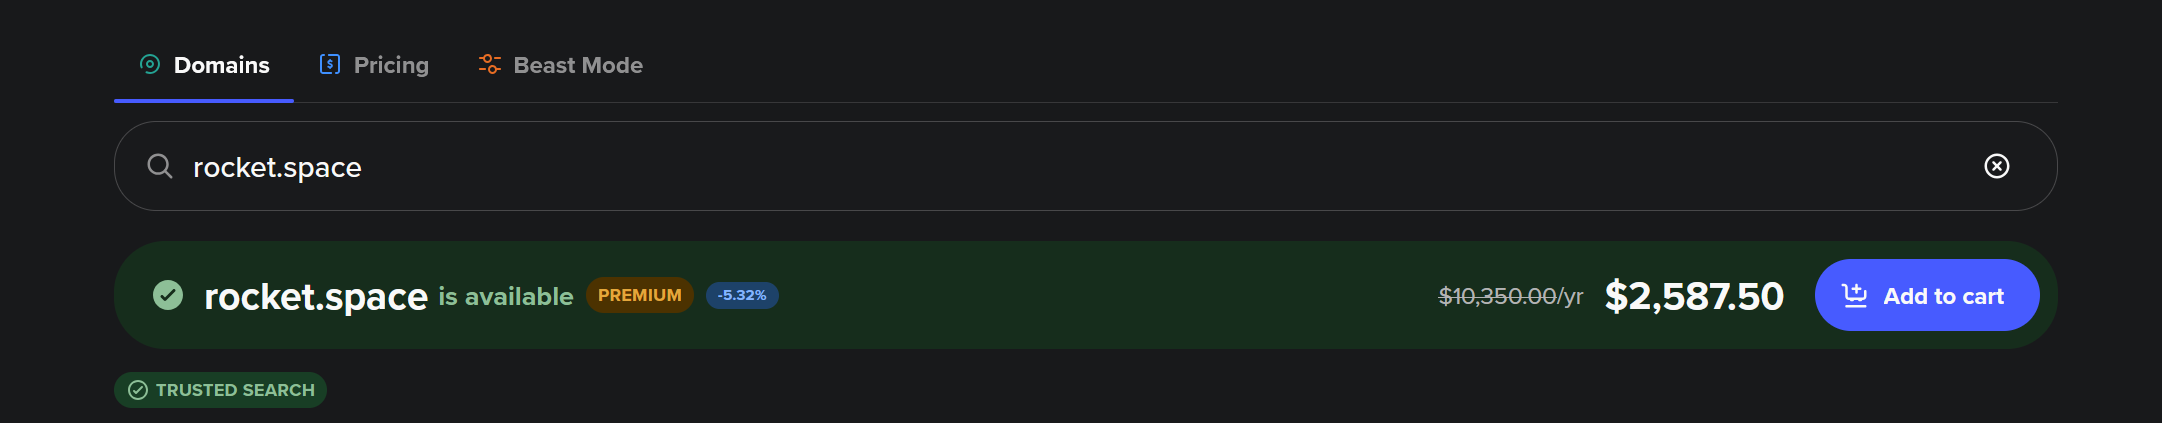 Domains Pricing Beast Mode
rocket.space
rocket.space is available PREMIUM -5.32% $10,350.00/yr $2,587.50 Add to cart
TRUSTED SEARCH